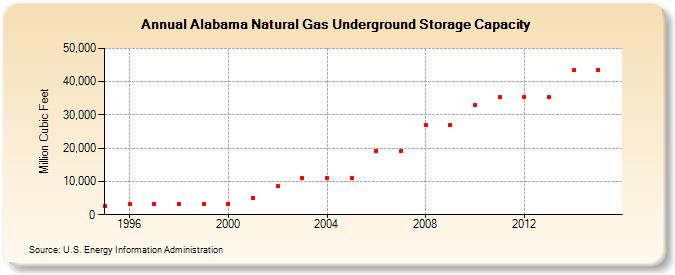 Annual Alabama Natural Gas Underground Storage Capacity
Million Cubic Feet
50,000
40,000
30,000
20,000
10,000
0
1996 2000 2004 2008 2012
Source: U.S. Energy Information Administration